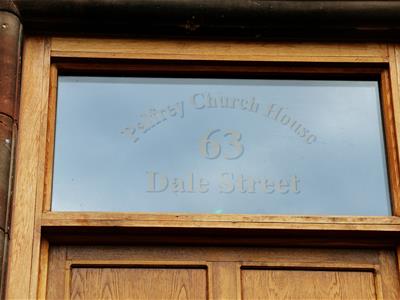 Palfrey Church House
63
Dale Street